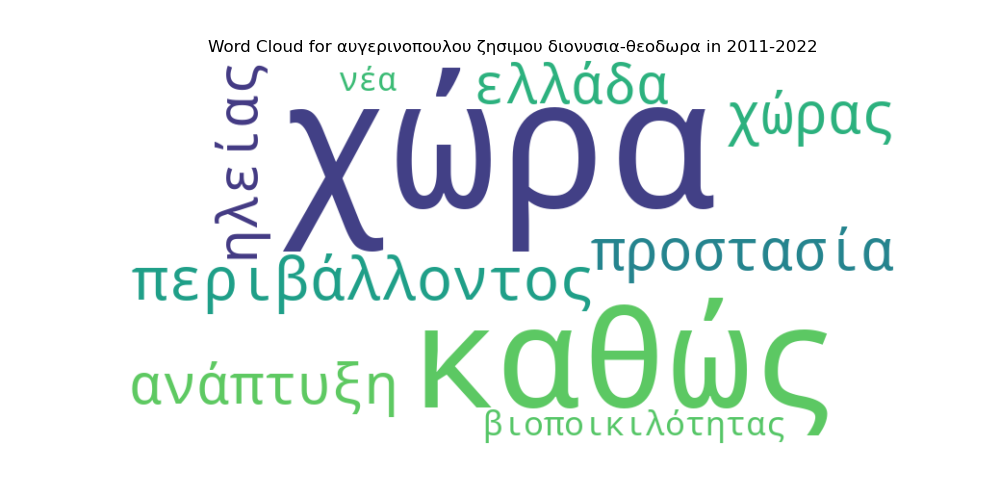 Word Cloud for αυγερινοπουλου ζησιμου διονυσια-θεοδωρα in 2011-2022
νέα
ελλάδα
χώρας
ηλείας
χώρα
προστασία
περιβάλλοντος
καθώς
ανάπτυξη
βιοποικιλότητας